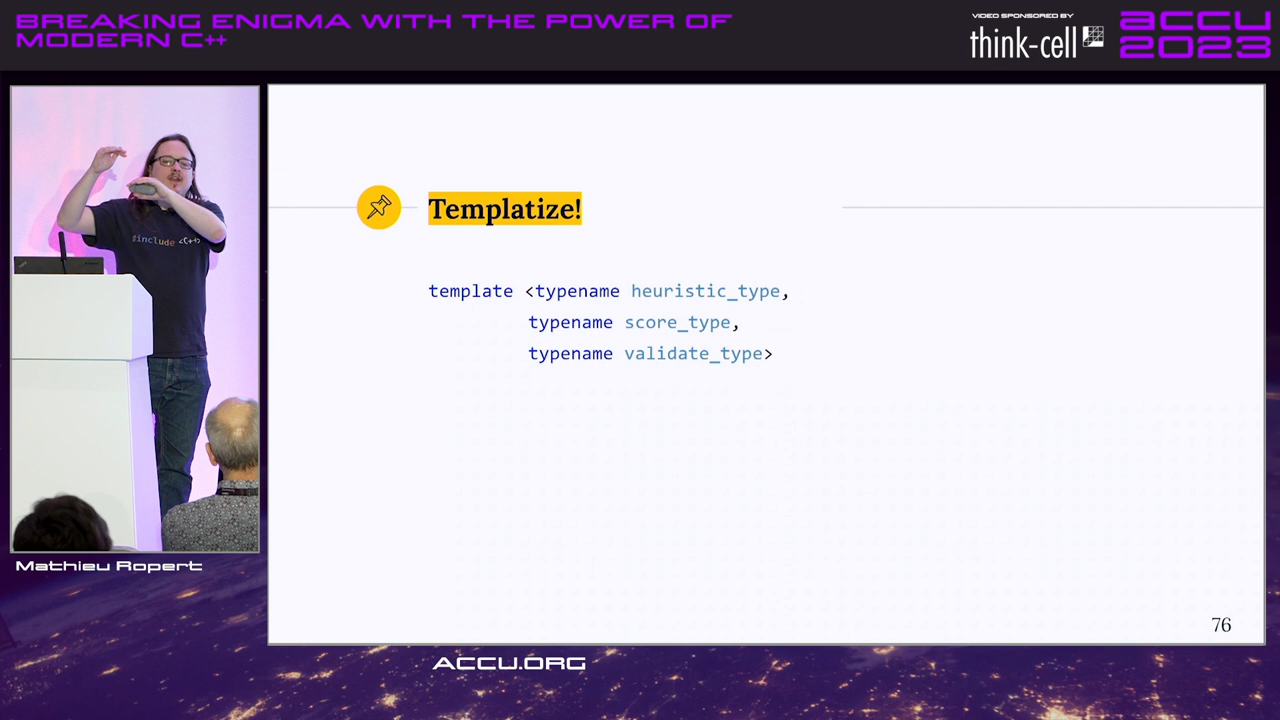 BREAKING ENIGMA WITH THE POWER OF
MODERN C++
VIDEO SPONSORED BY
think-cell
accu
2023
#include <C++>
Templatize!
template <typename heuristic_type,
typename score_type,
typename validate_type>
76
Mathieu Ropert
ACCU.ORG